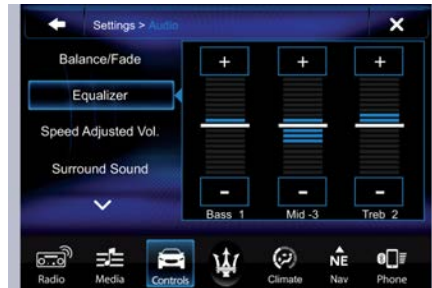 Settings > Audio
Balance/Fade
Equalizer
Speed Adjusted Vol.
Surround Sound
+ + +
- - -
Bass 1 Mid -3 Treb 2
NE
Radio Media Controls Climate Nav Phone